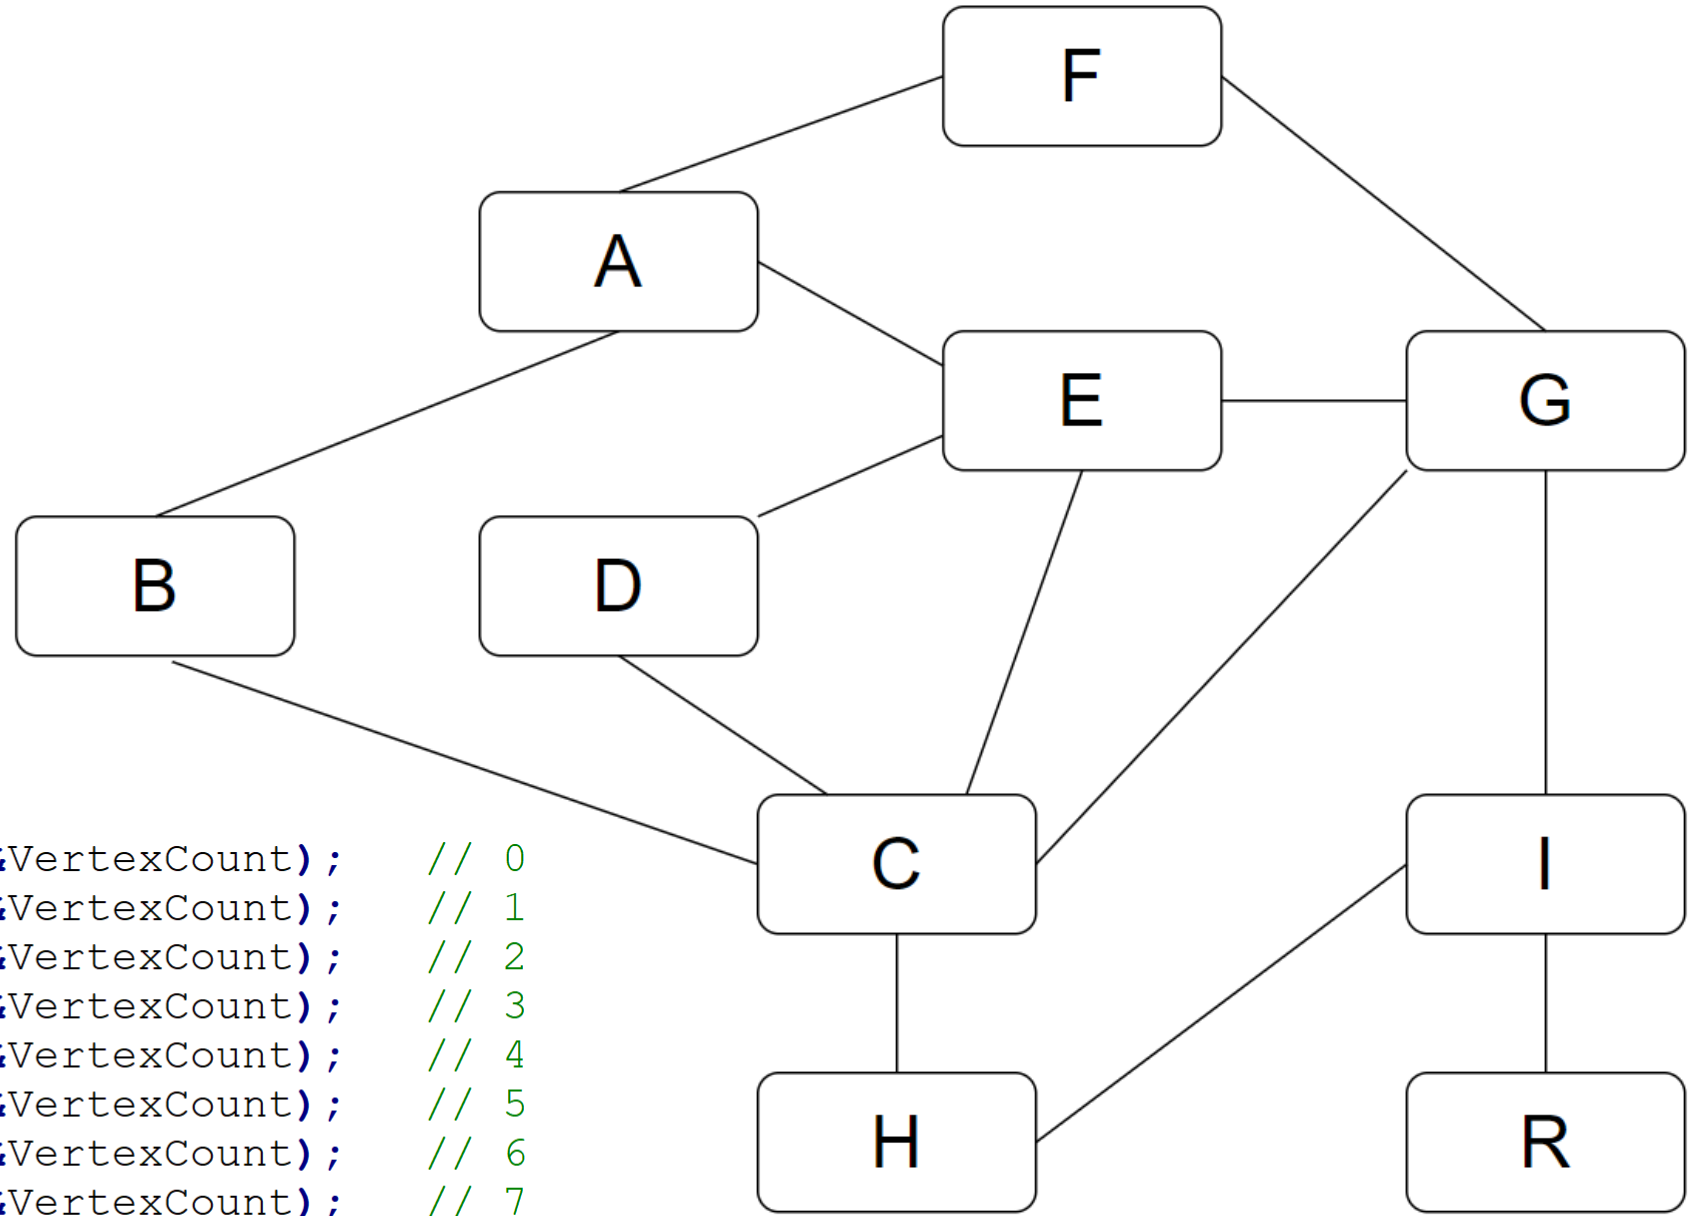 F
A
E
G
B
D
C
I
H
R
&VertexCount); // 0
&VertexCount); // 1
&VertexCount); // 2
&VertexCount); // 3
&VertexCount); // 4
&VertexCount); // 5
&VertexCount); // 6
&VertexCount); // 7